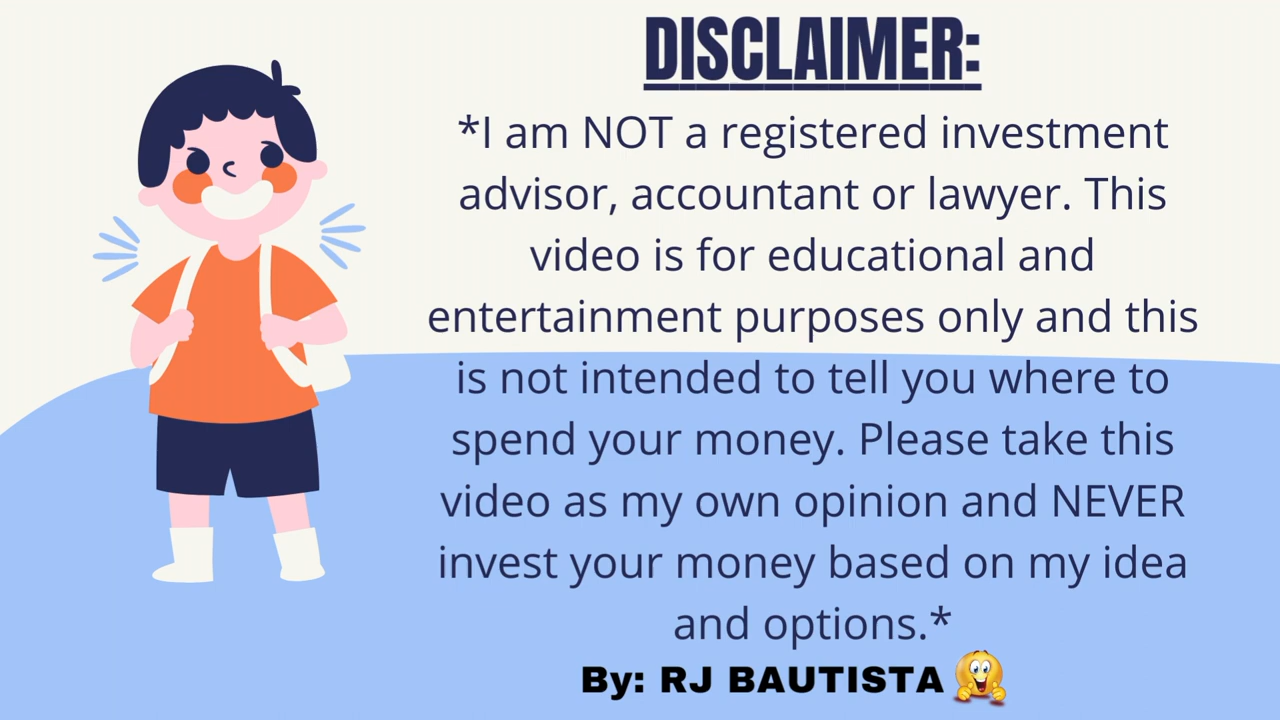 DISCLAIMER:
*I am NOT a registered investment
advisor, accountant or lawyer. This
video is for educational and
entertainment purposes only and this
is not intended to tell you where to
spend your money. Please take this
video as my own opinion and NEVER
invest your money based on my idea
and options.*
By: RJ BAUTISTA